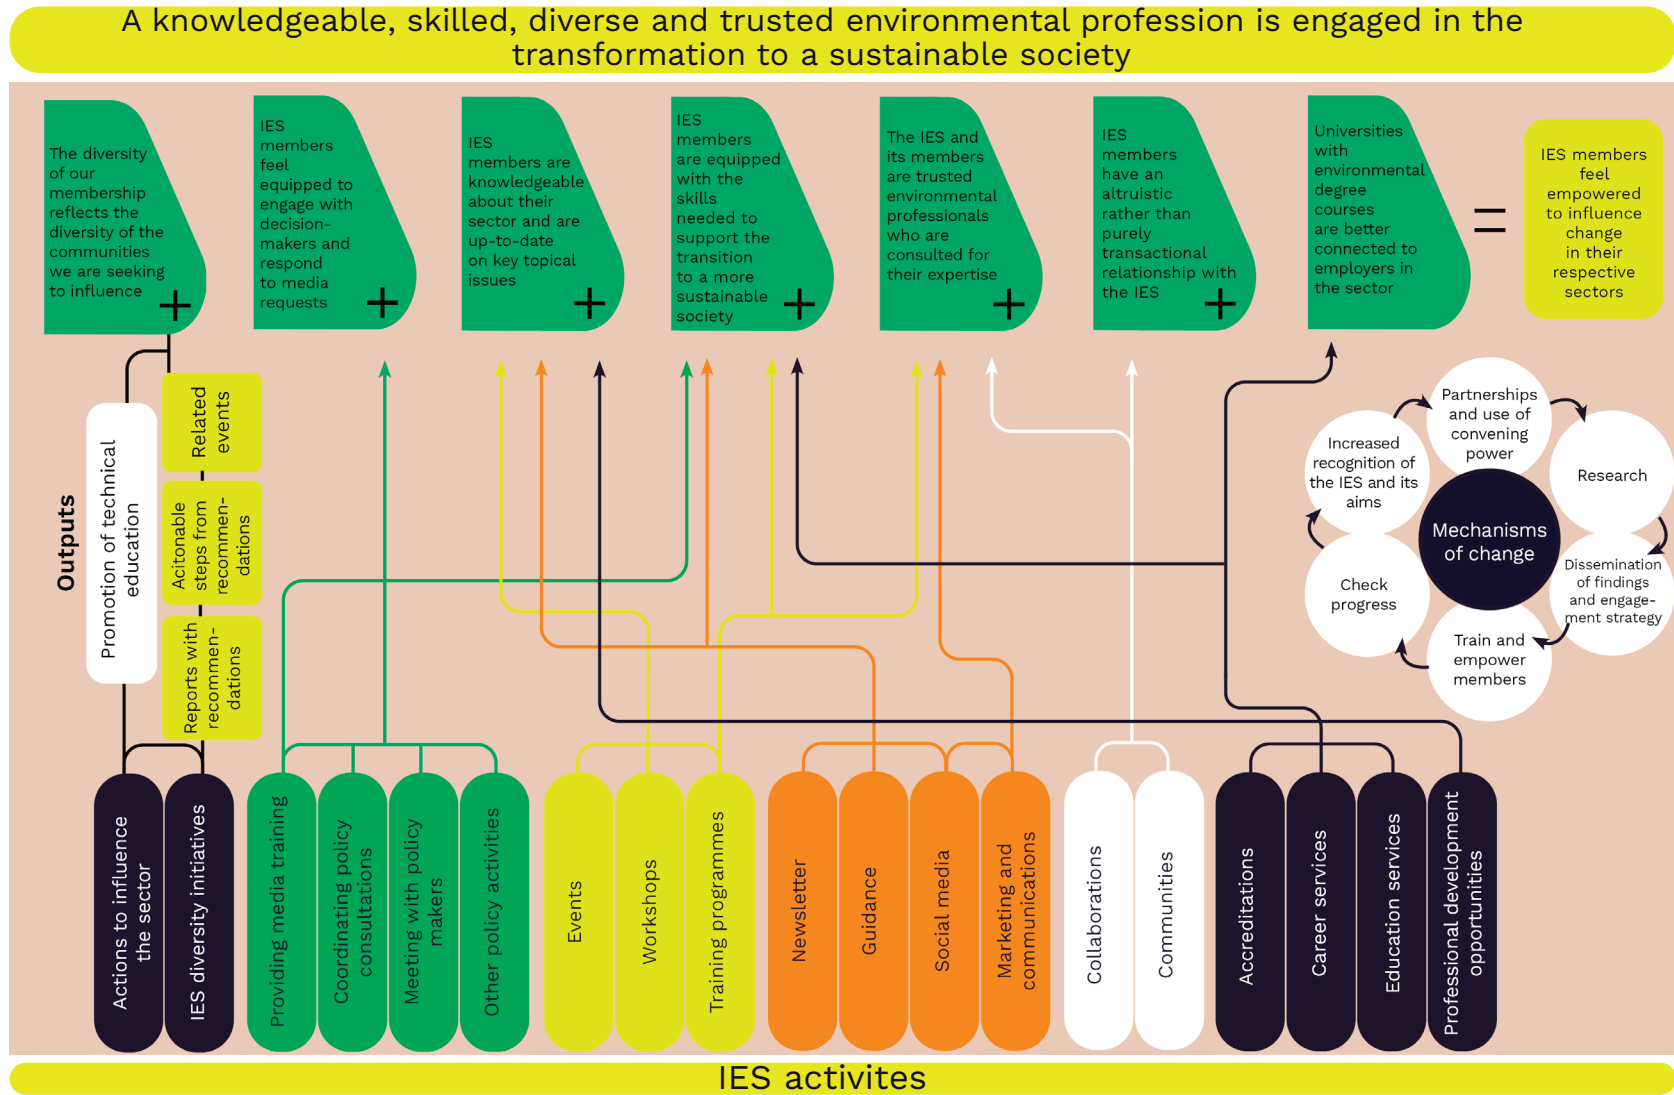 A knowledgeable, skilled, diverse and trusted environmental profession is engaged in the
transformation to a sustainable society
The diversity
of our
membership
reflects the
diversity of the
communities
we are seeking
to influence
+
IES
members
feel
equipped to
engage with
decision-
makers and
respond
to media
requests
+
IES
members are
knowledgeable
about their
sector and are
up-to-date
on key topical
issues
+
IES
members
are equipped
with the
skills
needed to
support the
transition
to a more
sustainable
society
+
The IES and
its members
are trusted
environmental
professionals
who are
consulted for
their expertise
+
IES
members
have an
altruistic
rather than
purely
transactional
relationship with
the IES
+
Universities
with
environmental
degree
courses
are better
connected to
employers in
the sector
=
IES members
feel
empowered
to influence
change
in their
respective
sectors
Outputs
Promotion of technical
education
Related
events
Acitonable
steps from
recommen-
dations
Reports with
recommen-
dations
Mechanisms
of change
Partnerships
and use of
convening
power
Research
Dissemination
of findings
and engage-
ment strategy
Train and
empower
members
Check
progress
Increased
recognition of
the IES and its
aims
Actions to influence
the sector
IES diversity initiatives
Providing media training
Coordinating policy
consultations
Meeting with policy
makers
Other policy activities
Events
Workshops
Training programmes
Newsletter
Guidance
Social media
Marketing and
communications
Collaborations
Communities
Accreditations
Career services
Education services
Professional development
opportunities
IES activites